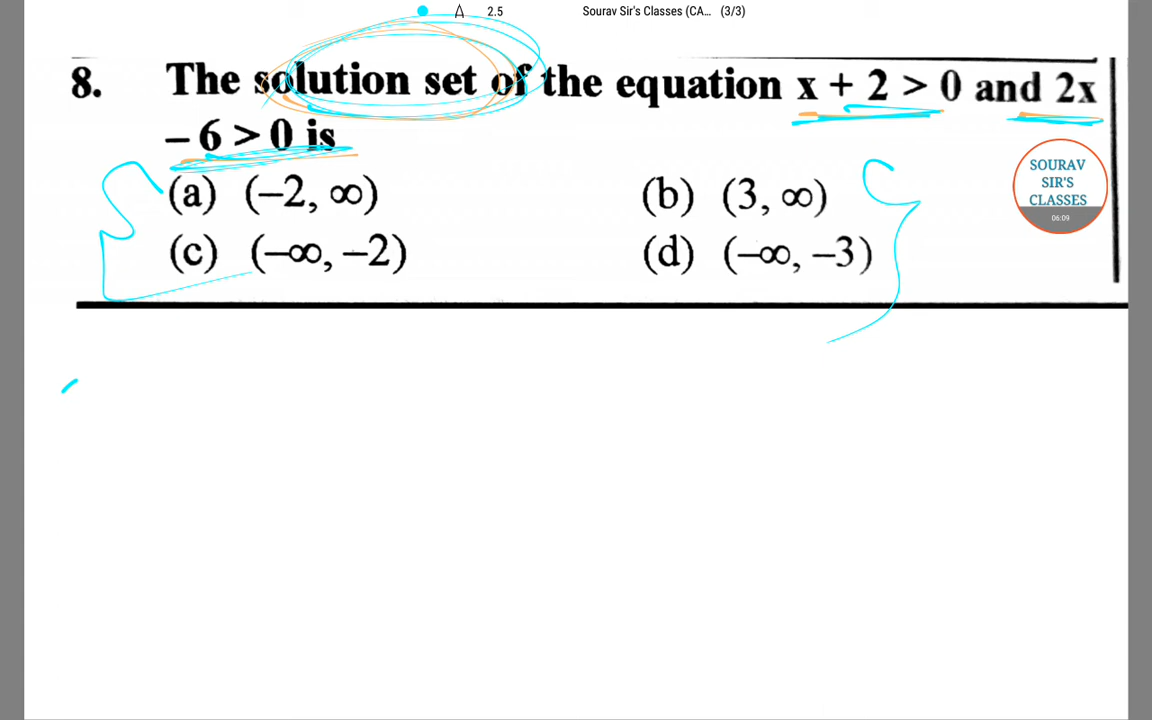 2.5 Sourav Sir's Classes (CA... (3/3)
8. The solution set of the equation x + 2 > 0 and 2x
– 6 > 0 is
(a) (–2, ∞) (b) (3, ∞)
(c) (–∞, –2) (d) (–∞, –3)
SOURAV
SIR'S
CLASSES
06:09